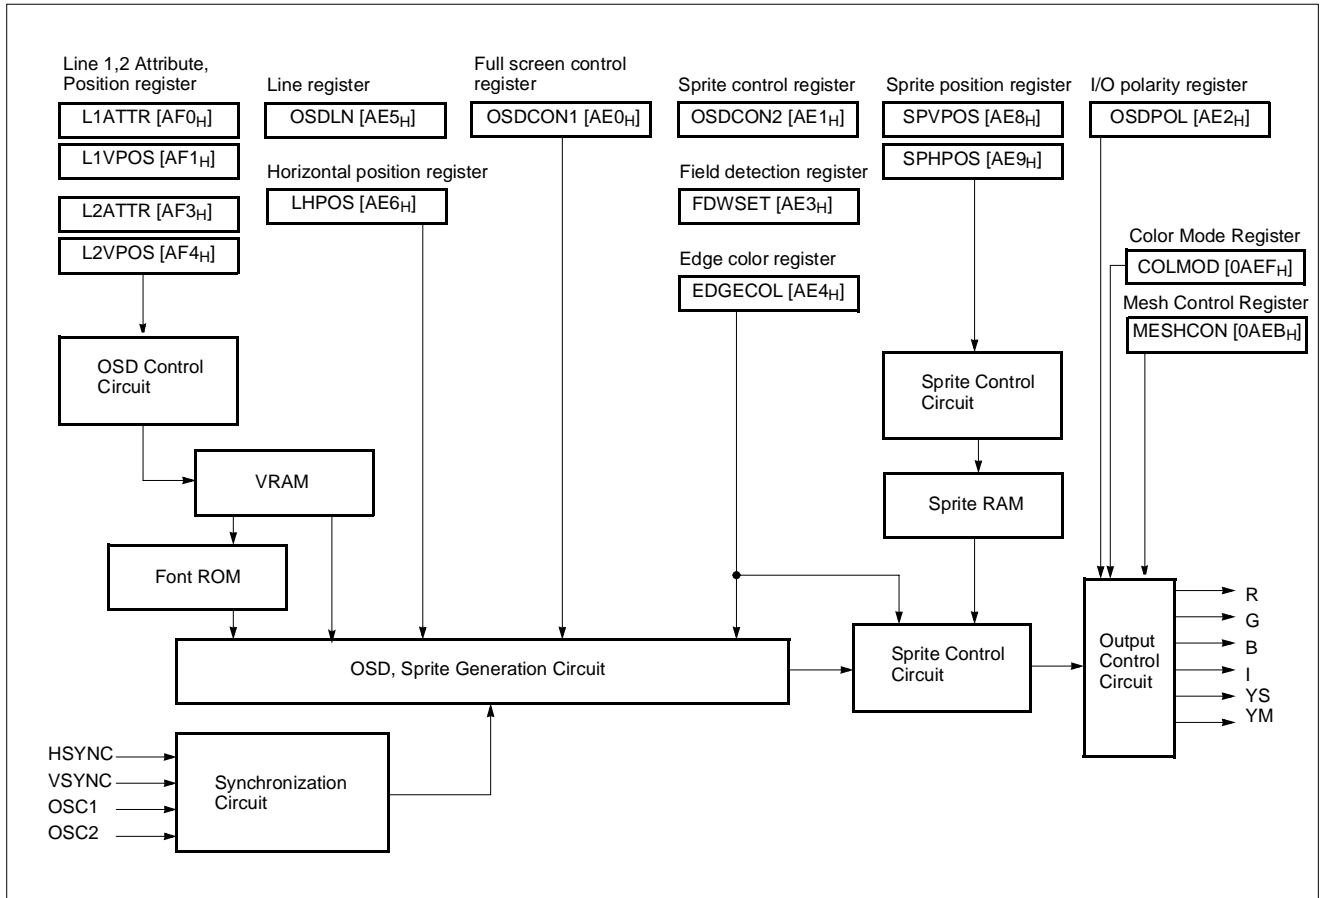 Line 1,2 Attribute,
Position register
L1ATTR [AF0H]
L1VPOS [AF1H]
L2ATTR [AF3H]
L2VPOS [AF4H]
Line register
OSDLN [AE5H]
Horizontal position register
LHPOS [AE6H]
Full screen control
register
OSDCON1 [AE0H]
Sprite control register
OSDCON2 [AE1H]
Field detection register
FDWSET [AE3H]
Edge color register
EDGECOL [AE4H]
Sprite position register
SPVPOS [AE8H]
SPHPOS [AE9H]
I/O polarity register
OSDPOL [AE2H]
Color Mode Register
COLMOD [0AEFH]
Mesh Control Register
MESHCON [0AEBH]
OSD Control
Circuit
VRAM
Font ROM
Sprite Control
Circuit
Sprite RAM
OSD, Sprite Generation Circuit
Sprite Control
Circuit
Output
Control
Circuit
R
G
B
I
YS
YM
HSYNC
VSYNC
OSC1
OSC2
Synchronization
Circuit